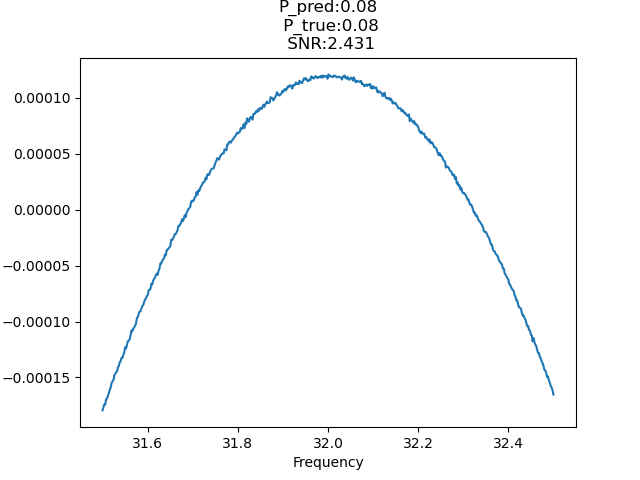 P_pred:0.08
P_true:0.08
SNR:2.431
0.00010
0.00005
0.00000
−0.00005
−0.00010
−0.00015
31.6 31.8 32.0 32.2 32.4
Frequency